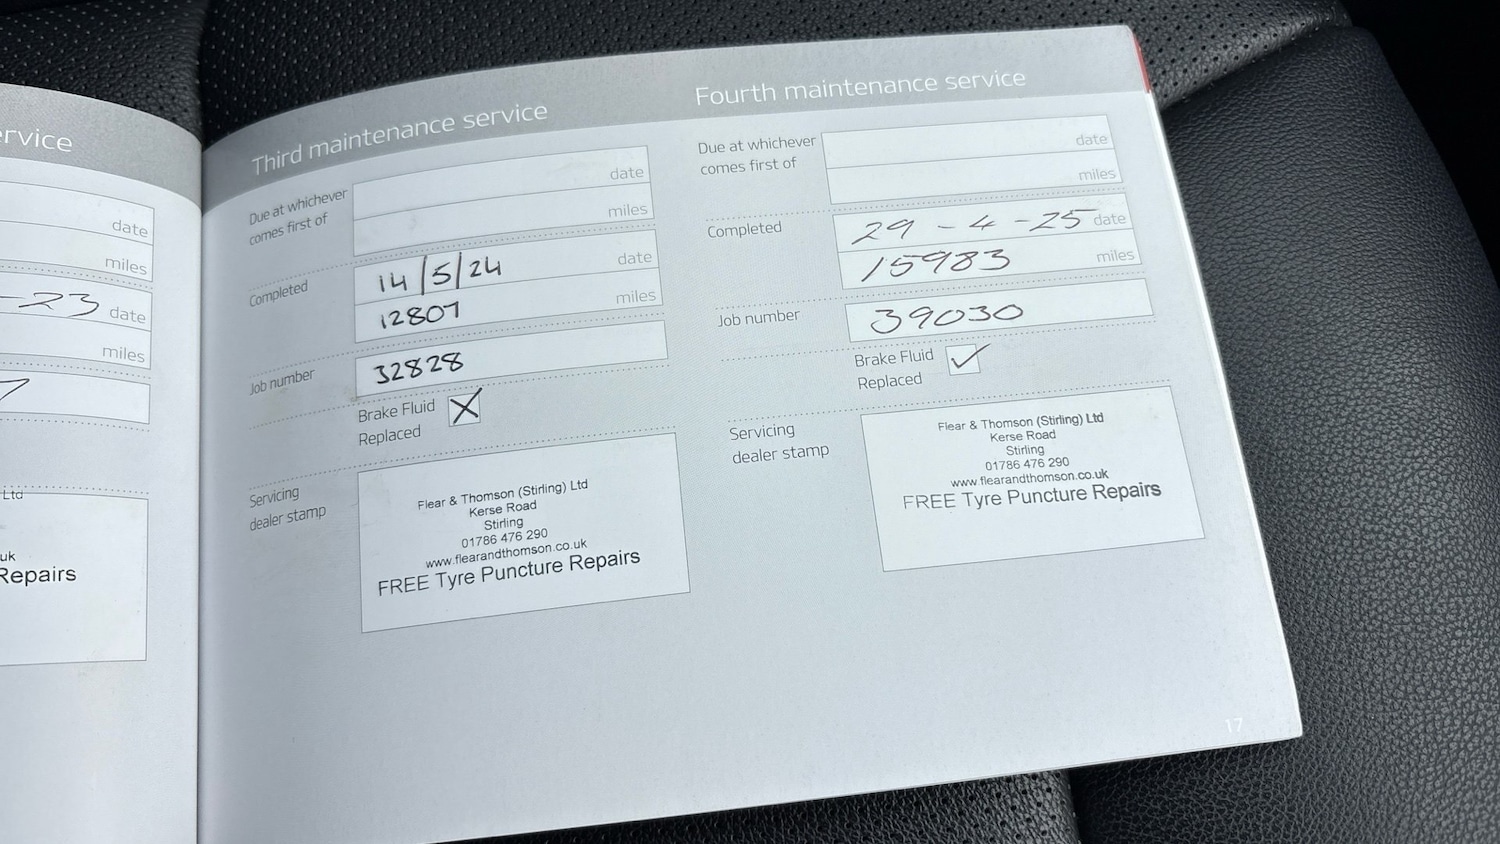 ervice
date
miles
-23 date
miles
7
Ltd
uk
Repairs
Third maintenance service
Due at whichever
comes first of
date
miles
Completed
14/5/24 date
12807 miles
Job number
32828
Brake Fluid
Replaced
X
Servicing
dealer stamp
Flear & Thomson (Stirling) Ltd
Kerse Road
Stirling
01786 476 290
www.flearandthomson.co.uk
FREE Tyre Puncture Repairs
Fourth maintenance service
Due at whichever
comes first of
date
miles
Completed
29-4-25 date
15983 miles
Job number
39030
Brake Fluid
Replaced
✓
Servicing
dealer stamp
Flear & Thomson (Stirling) Ltd
Kerse Road
Stirling
01786 476 290
www.flearandthomson.co.uk
FREE Tyre Puncture Repairs
17